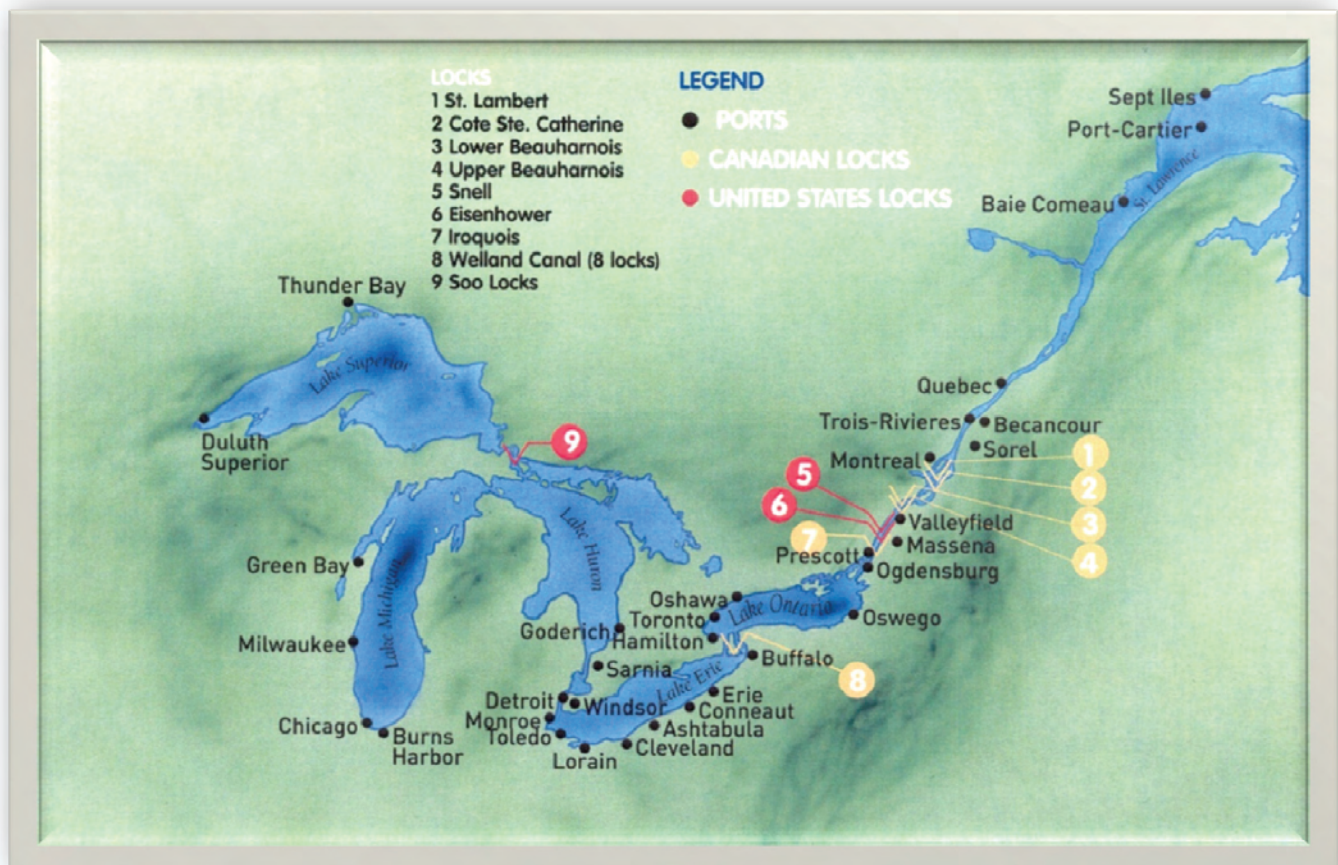 LOCKS
1 St. Lambert
2 Cote Ste. Catherine
3 Lower Beauharnois
4 Upper Beauharnois
5 Snell
6 Eisenhower
7 Iroquois
8 Welland Canal (8 locks)
9 Soo Locks
LEGEND
PORTS
CANADIAN LOCKS
UNITED STATES LOCKS
Sept Iles
Port-Cartier
St. Lawrence
Baie Comeau
Thunder Bay
Lake Superior
Duluth
Superior
9
Quebec
Trois-Rivieres
Becancour
Sorel
Montreal
1
2
3
4
5
6
7
Valleyfield
Massena
Prescott
Ogdensburg
Green Bay
Lake Michigan
Milwaukee
Chicago
Burns
Harbor
Lake Huron
Goderich
Sarnia
Oshawa
Toronto
Hamilton
Lake Ontario
Oswego
Buffalo
8
Lake Erie
Erie
Conneaut
Ashtabula
Cleveland
Detroit
Windsor
Monroe
Toledo
Lorain